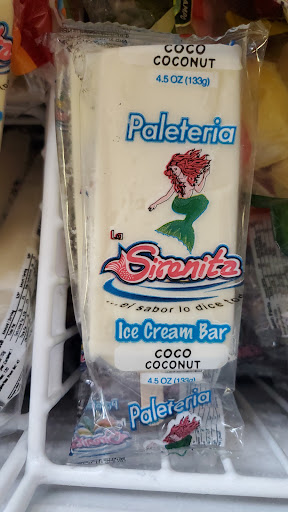 COCO
COCONUT
4.5 OZ (133g)
Paleteria
La
Sirenita
...el sabor lo dice
Ice Cream Bar
COCO
COCONUT
4.5 OZ (133g)
Paleteria